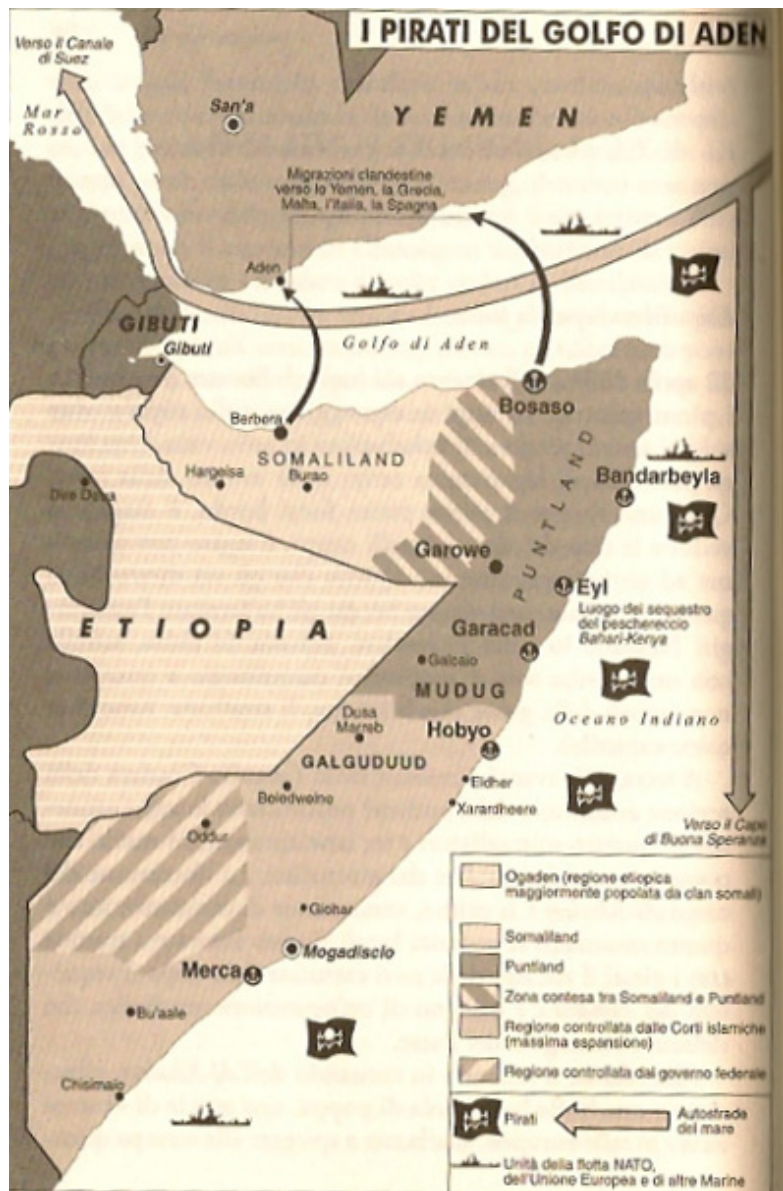 I PIRATI DEL GOLFO DI ADEN
Verso il Canale
di Suez
Mar
Rosso
San'a
YEMEN
Migrazioni clandestine
verso lo Yemen, la Grecia,
Malta, l'Italia, la Spagna
Aden
GIBUTI
Gibuti
Golfo di Aden
Bosaso
Berbera
SOMALILAND
Hargeisa
Burao
PUNTLAND
Bandarbeyla
Dire Daua
Garowe
Eyl
Luogo del sequestro
del peschereccio
Bahari-Kenya
ETIOPIA
Garacad
Galcaio
MUDUG
Oceano Indiano
Dusa
Marreb
Hobyo
GALGUDUUD
Eldher
Beledweine
Xarardheere
Verso il Capo
di Buona Speranza
Oddur
Giohar
Mogadiscio
Merca
Bu'aale
Chisimaio
Ogaden (regione etiopica
maggiormente popolata da clan somali)
Somaliland
Puntland
Zona contesa tra Somaliland e Puntland
Regione controllata dalle Corti islamiche
(massima espansione)
Regione controllata dal governo federale
Pirati
Autostrade
del mare
Unità della flotta NATO,
dell'Unione Europea e di altre Marine